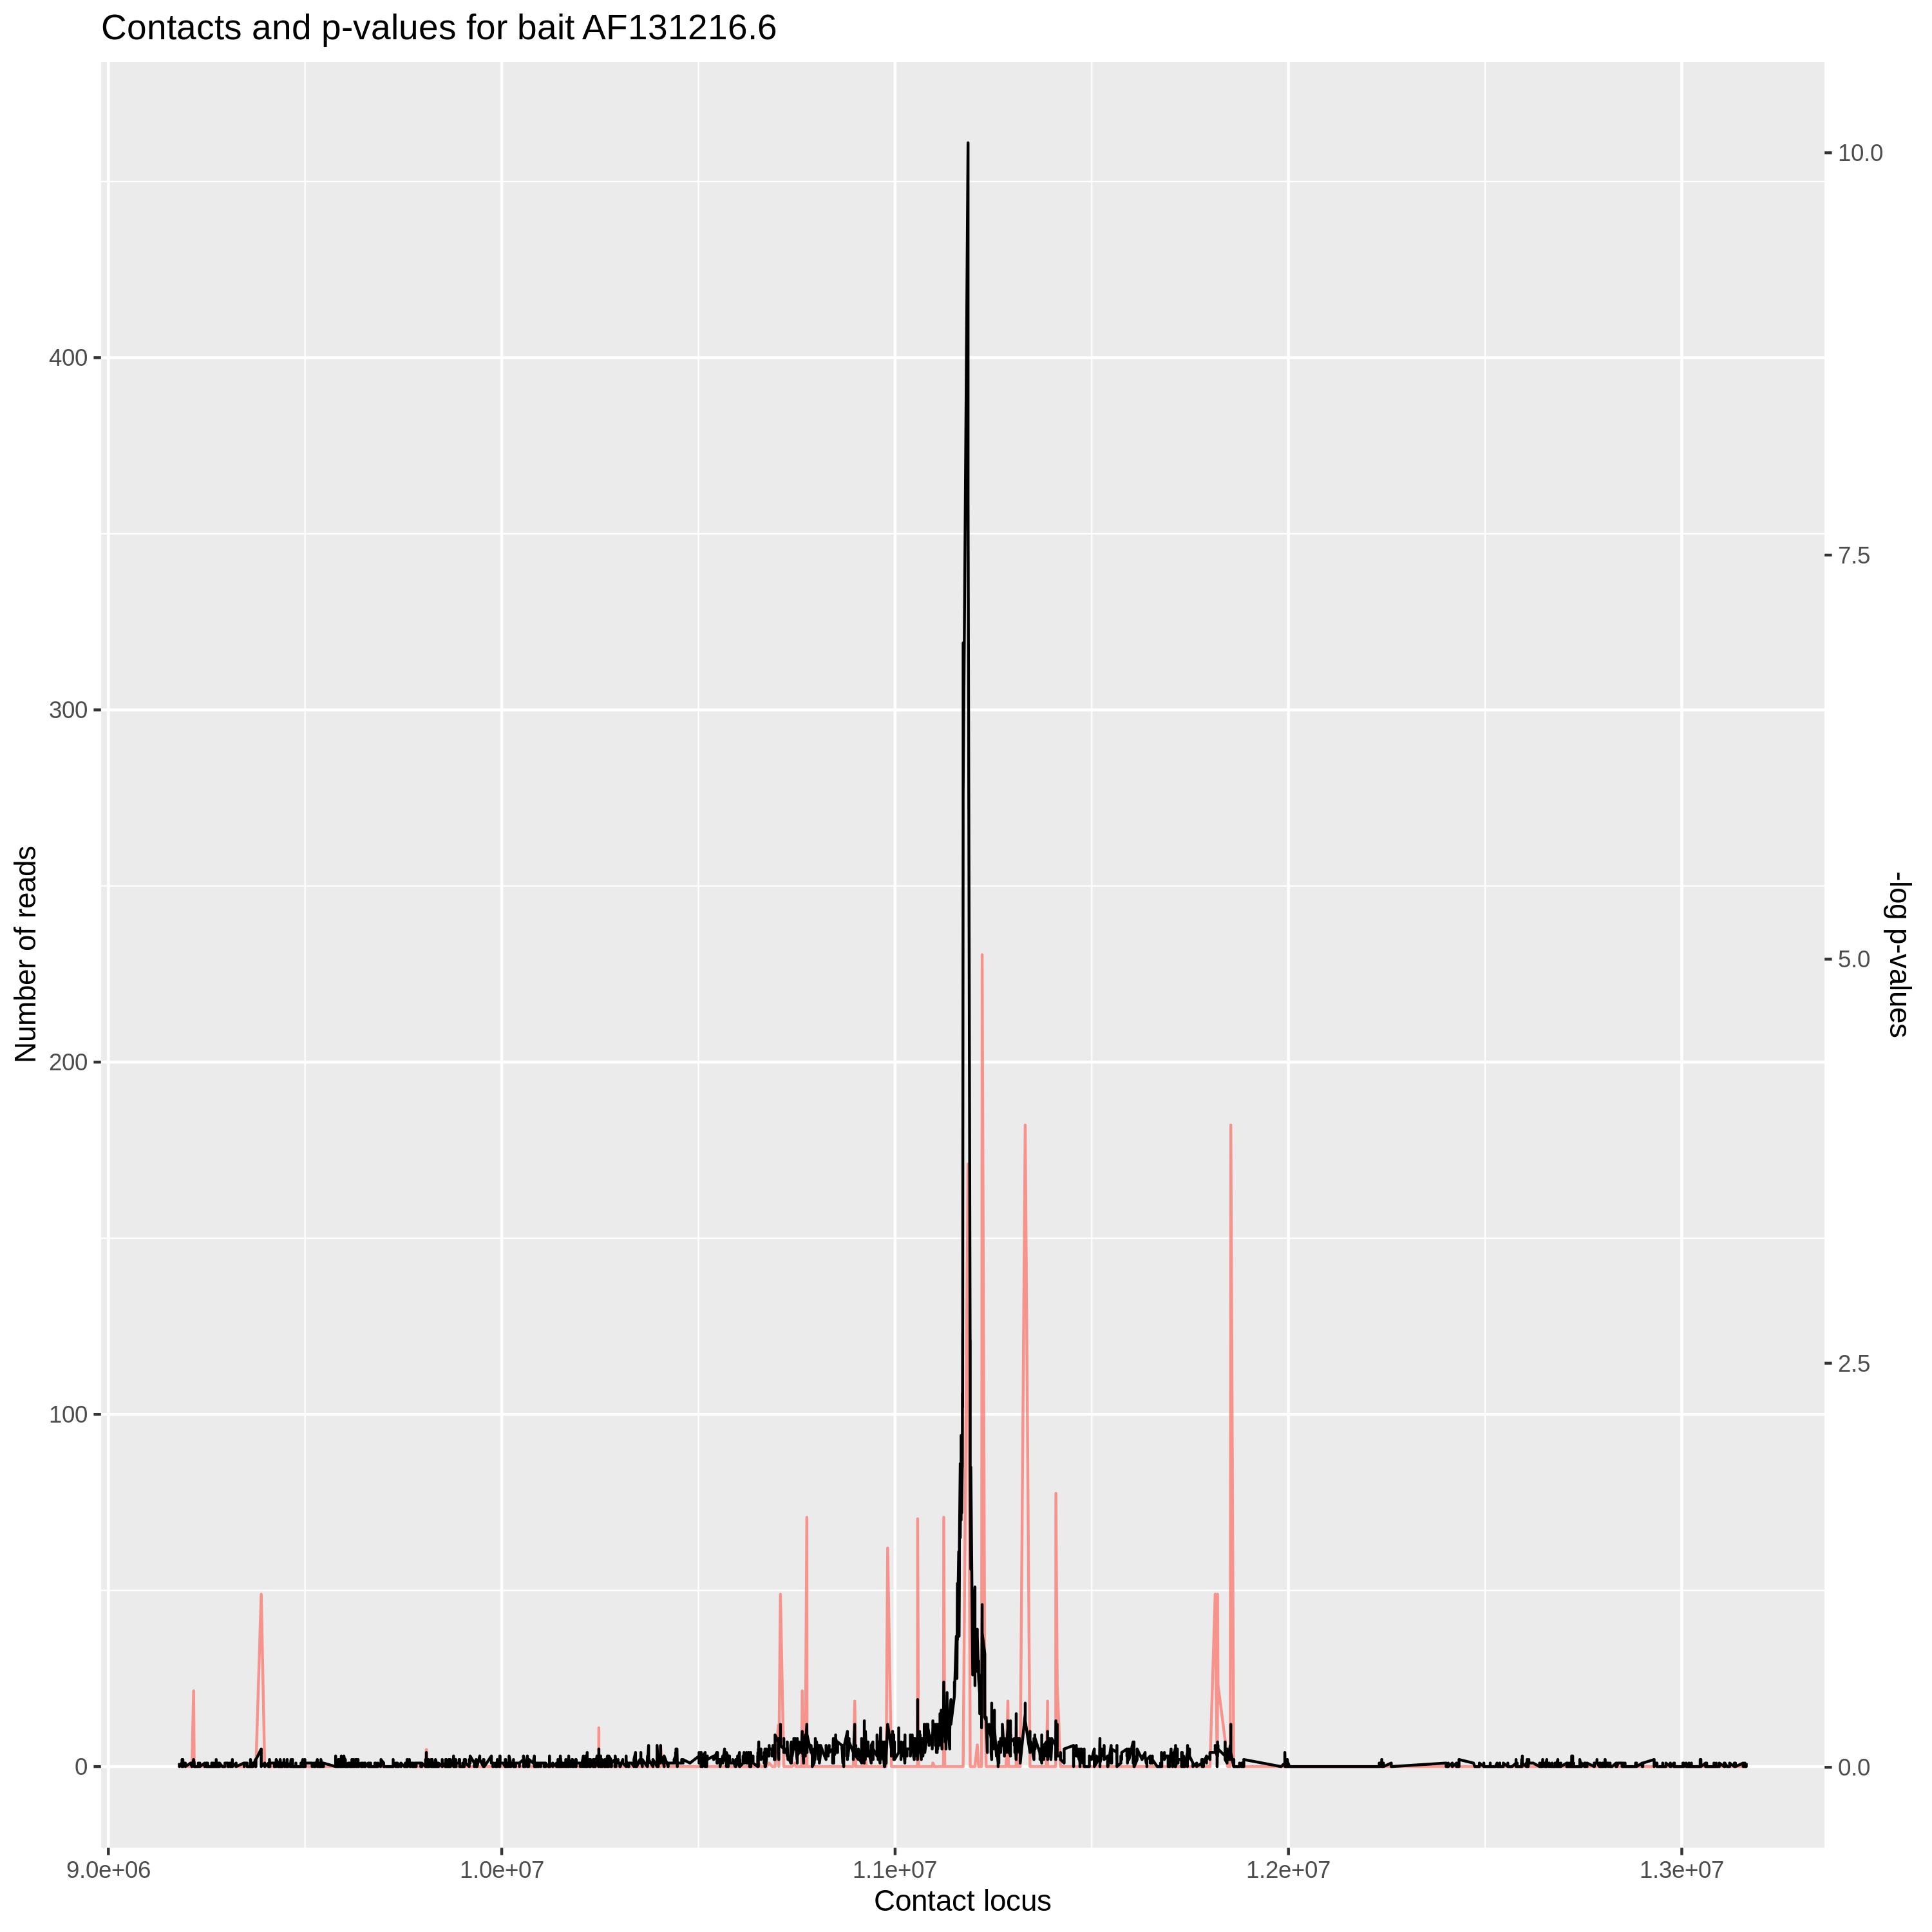 Contacts and p-values for bait AF131216.6
Number of reads
400
300
200
100
0
10.0
7.5
5.0
2.5
0.0
-log p-values
9.0e+06
1.0e+07
1.1e+07
1.2e+07
1.3e+07
Contact locus